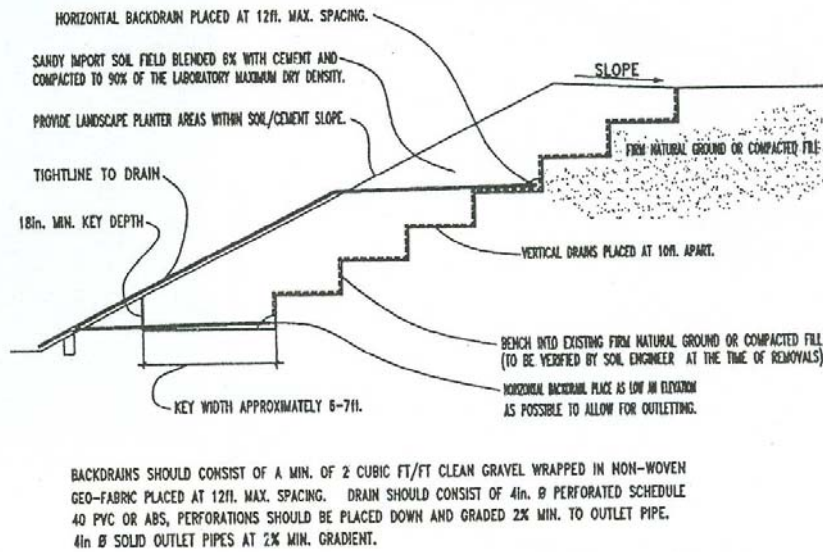 HORIZONTAL BACKDRAIN PLACED AT 12ft. MAX. SPACING.
SANDY IMPORT SOIL FIELD BLENDED 6% WITH CEMENT AND
COMPACTED TO 90% OF THE LABORATORY MAXIMUM DRY DENSITY.
SLOPE
PROVIDE LANDSCAPE PLANTER AREAS WITHIN SOIL/CEMENT SLOPE.
FIRM NATURAL GROUND OR COMPACTED FILL
TIGHTLINE TO DRAIN
18in. MIN. KEY DEPTH
VERTICAL DRAINS PLACED AT 10ft. APART.
BENCH INTO EXISTING FIRM NATURAL GROUND OR COMPACTED FILL
(TO BE VERIFIED BY SOIL ENGINEER AT THE TIME OF REMOVALS)
HORIZONTAL BACKDRAIN PLACE AS LOW AN ELEVATION
AS POSSIBLE TO ALLOW FOR OUTLETTING.
KEY WIDTH APPROXIMATELY 6-7ft.
BACKDRAINS SHOULD CONSIST OF A MIN. OF 2 CUBIC FT/FT CLEAN GRAVEL WRAPPED IN NON-WOVEN
GEO-FABRIC PLACED AT 12ft. MAX. SPACING. DRAIN SHOULD CONSIST OF 4in. Ø PERFORATED SCHEDULE
40 PVC OR ABS, PERFORATIONS SHOULD BE PLACED DOWN AND GRADED 2% MIN. TO OUTLET PIPE.
4in Ø SOLID OUTLET PIPES AT 2% MIN. GRADIENT.